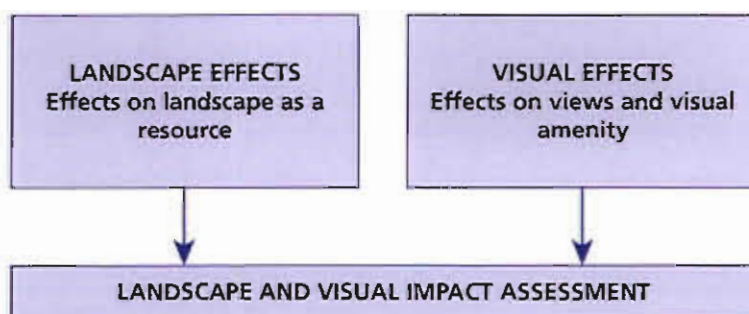 LANDSCAPE EFFECTS
Effects on landscape as a
resource
VISUAL EFFECTS
Effects on views and visual
amenity
LANDSCAPE AND VISUAL IMPACT ASSESSMENT